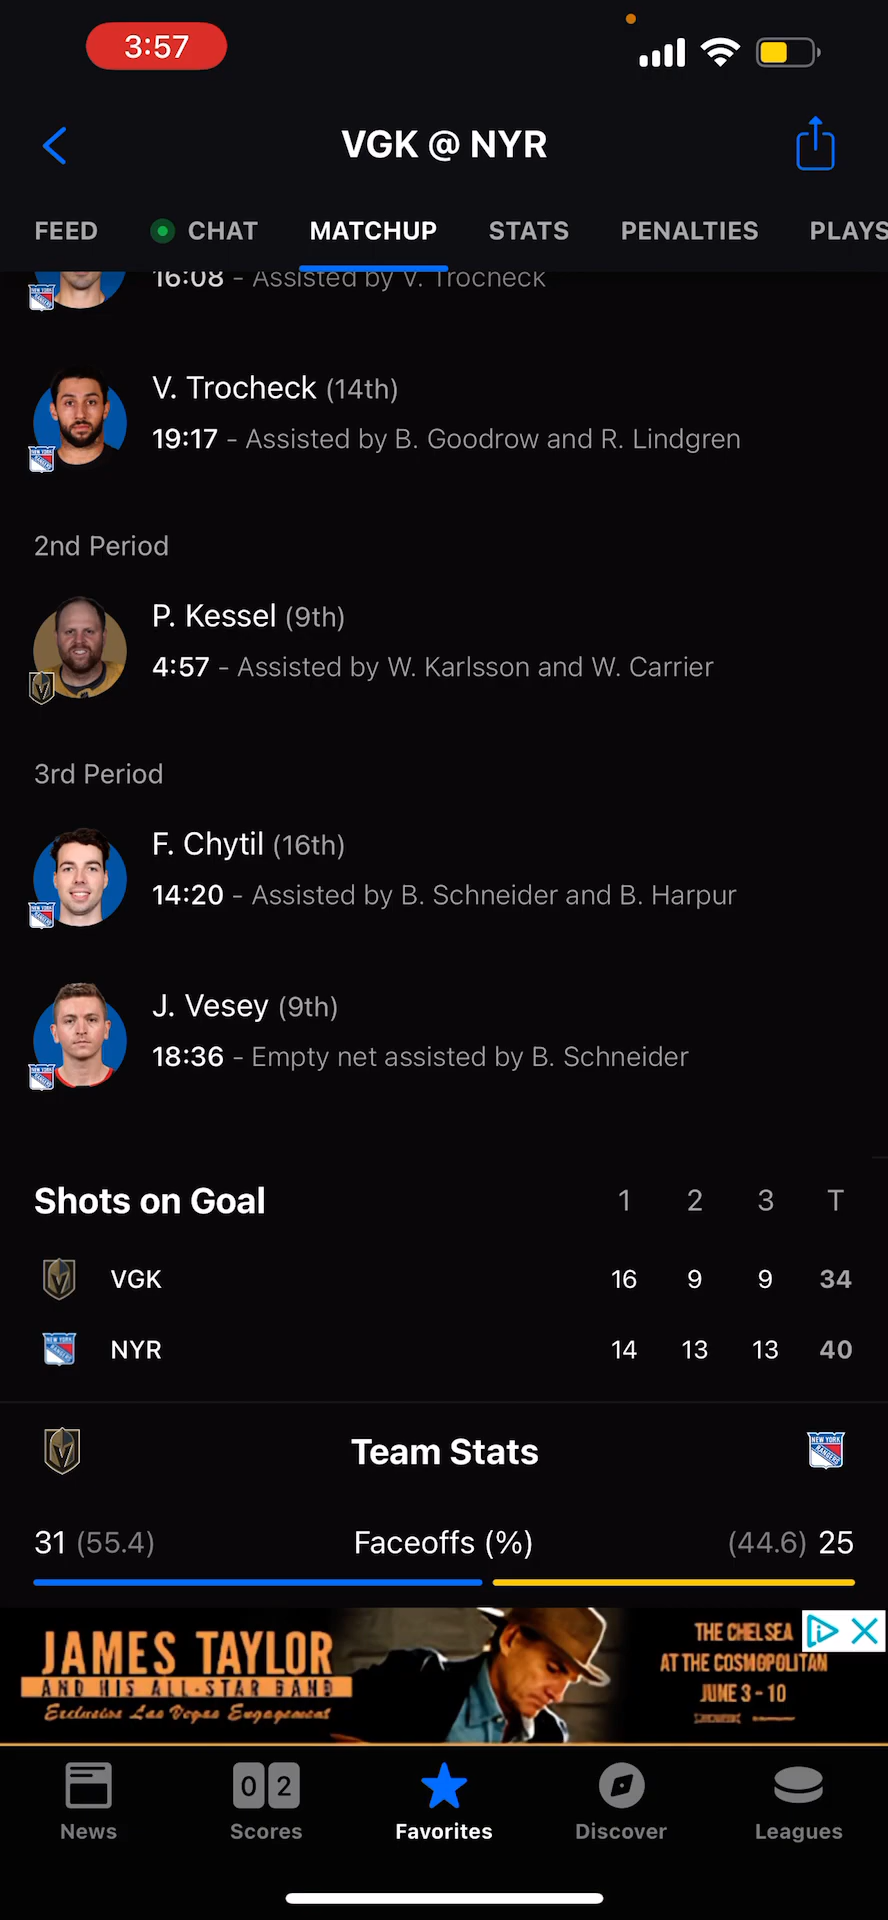 3:57
VGK @ NYR
FEED CHAT MATCHUP STATS PENALTIES PLAYS
16:08 - Assisted by V. Trocheck
V. Trocheck (14th)
19:17 - Assisted by B. Goodrow and R. Lindgren
2nd Period
P. Kessel (9th)
4:57 - Assisted by W. Karlsson and W. Carrier
3rd Period
F. Chytil (16th)
14:20 - Assisted by B. Schneider and B. Harpur
J. Vesey (9th)
18:36 - Empty net assisted by B. Schneider
Shots on Goal 1 2 3 T
VGK 16 9 9 34
NYR 14 13 13 40
Team Stats
31 (55.4) Faceoffs (%) (44.6) 25
JAMES TAYLOR
AND HIS ALL-STAR BAND
Exclusive Las Vegas Engagement
THE CHELSEA
AT THE COSMOPOLITAN
JUNE 3 - 10
0 2
News Scores Favorites Discover Leagues